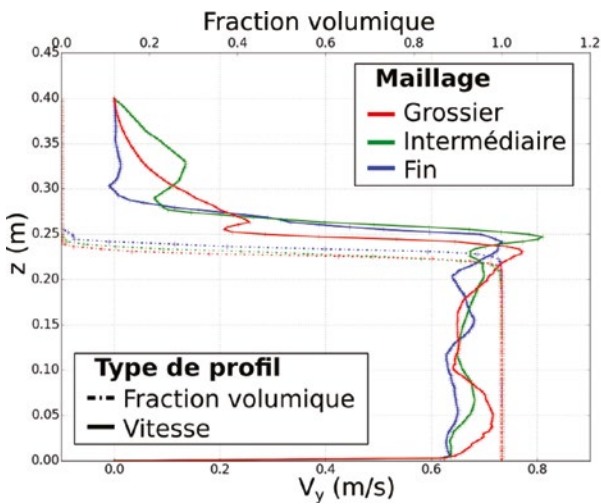 Fraction volumique
0.0 0.2 0.4 0.6 0.8 1.0 1.2
0.45
0.40
0.35
0.30
0.25
0.20
0.15
0.10
0.05
0.00
z (m)
Maillage
Grossier
Intermédiaire
Fin
Type de profil
Fraction volumique
Vitesse
0.0 0.2 0.4 0.6 0.8
Vy (m/s)